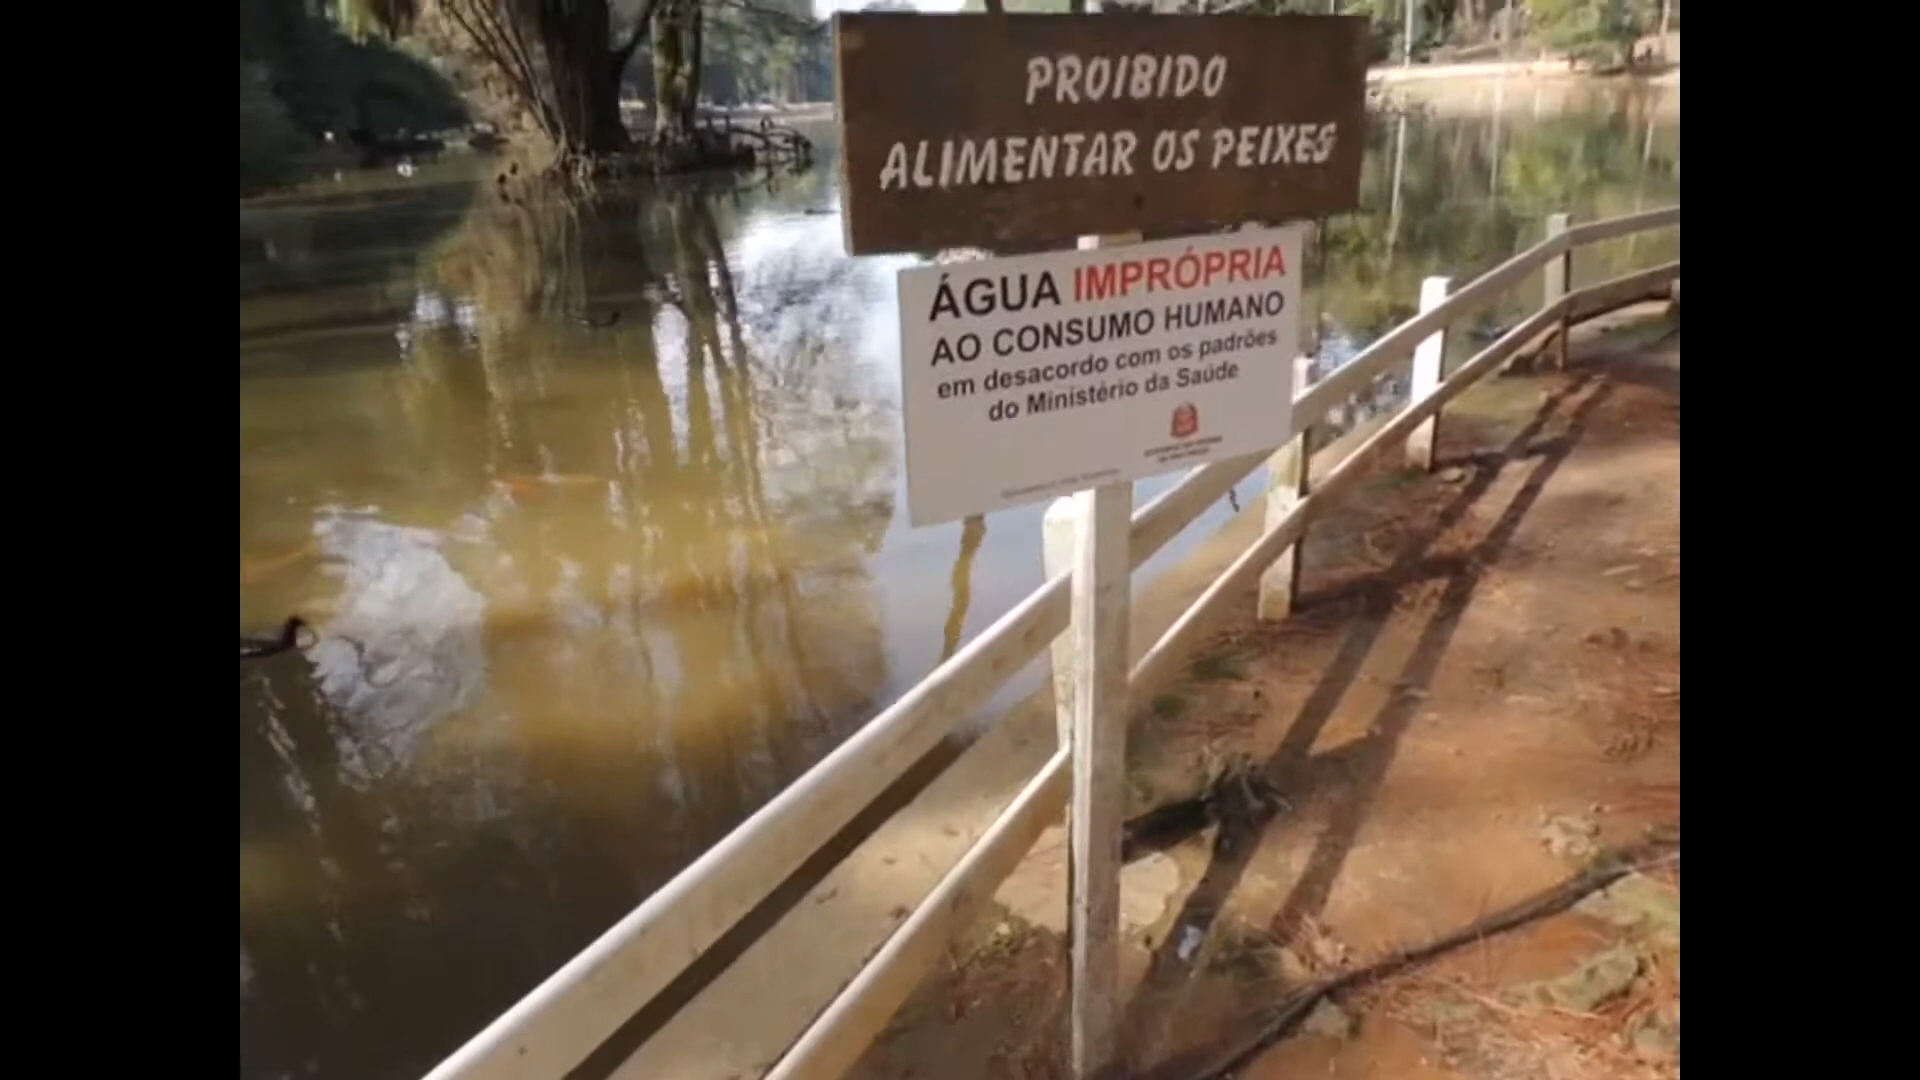 PROIBIDO
ALIMENTAR OS PEIXES
ÁGUA IMPRÓPRIA
AO CONSUMO HUMANO
em desacordo com os padrões
do Ministério da Saúde